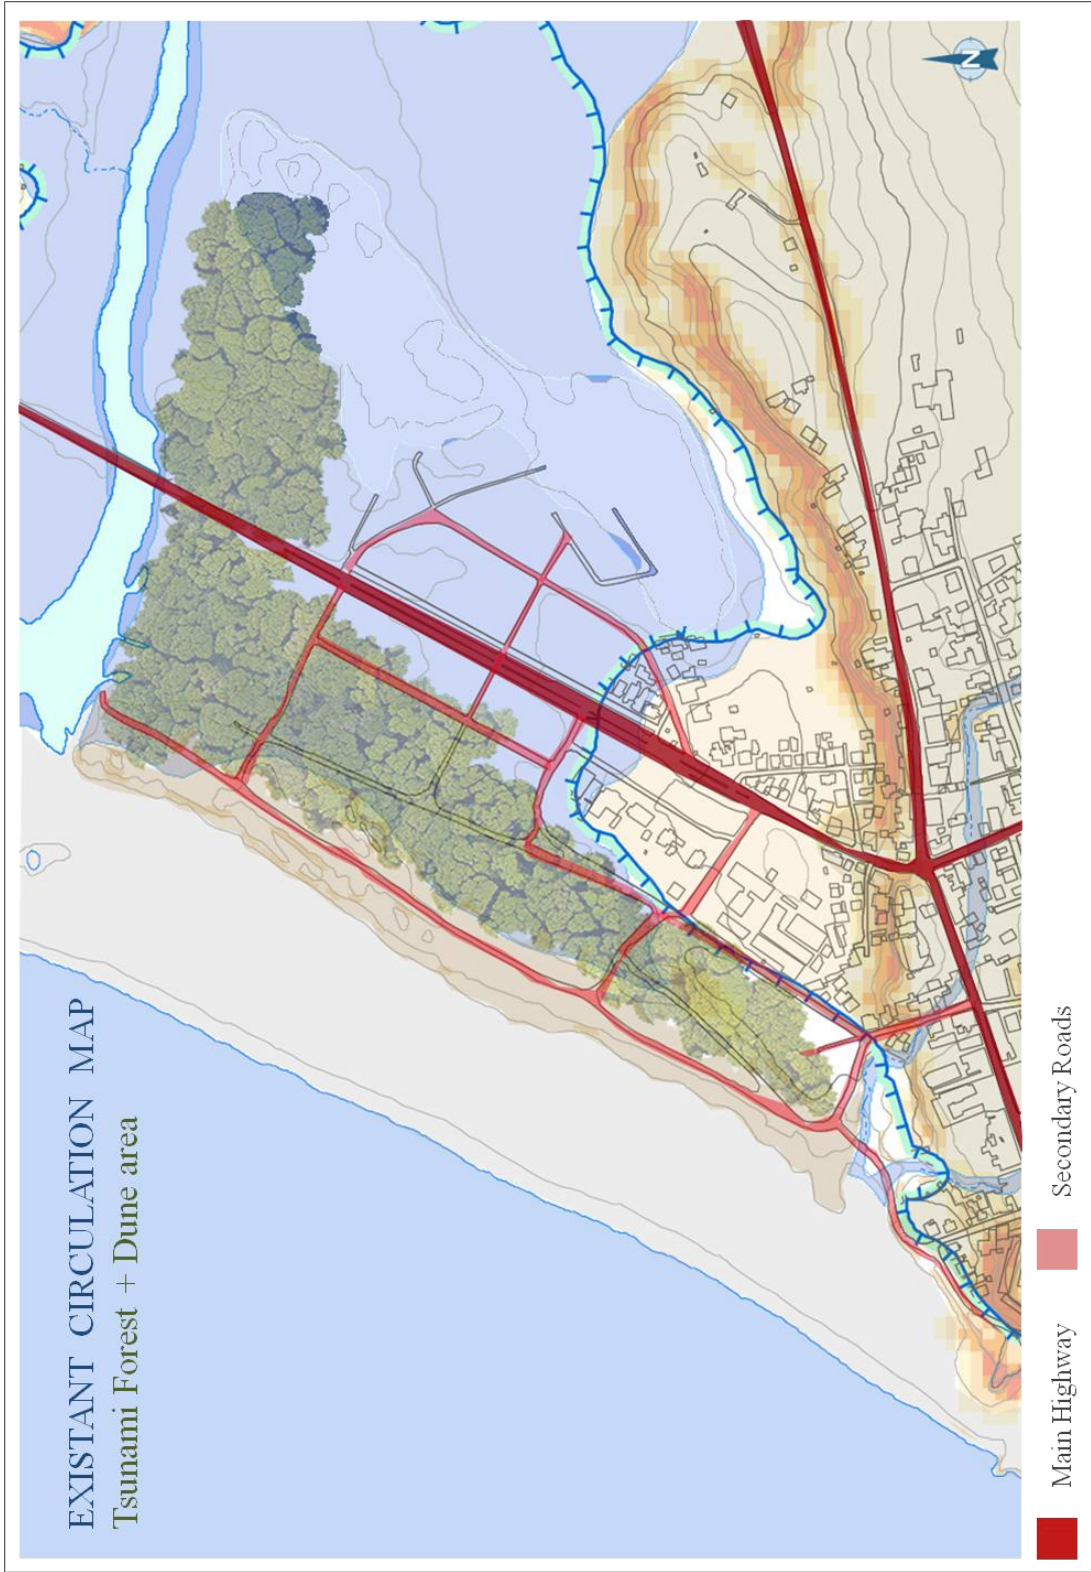 EXISTANT CIRCULATION MAP
Tsunami Forest + Dune area
N
Main Highway
Secondary Roads